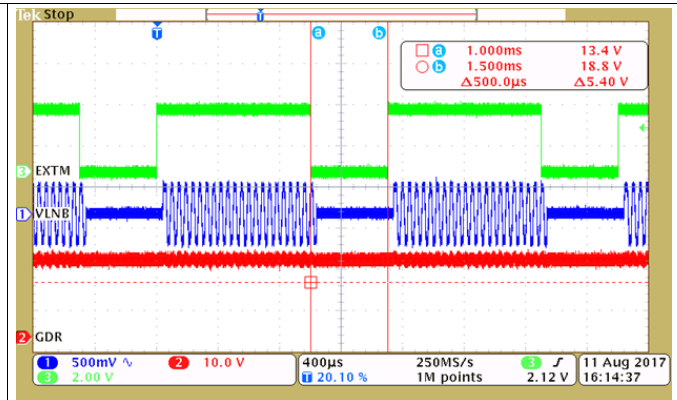 Tek Stop
T
T
a b
a 1.000ms 13.4 V
b 1.500ms 18.8 V
Δ500.0µs Δ5.40 V
3 EXTM
1 VLNB
2 GDR
1 500mV ∿ 2 10.0 V 400µs 250MS/s 3 ʃ 11 Aug 2017
3 2.00 V T 20.10 % 1M points 2.12 V 16:14:37